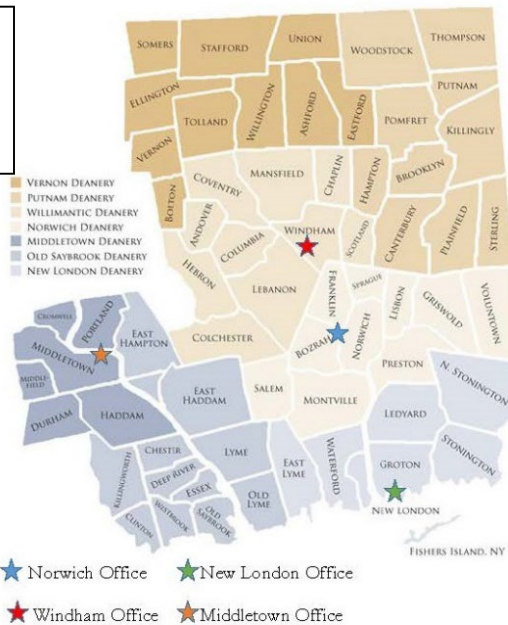 SOMERS
STAFFORD
UNION
WOODSTOCK
THOMPSON
ELLINGTON
TOLLAND
WILLINGTON
ASHFORD
EASTFORD
POMFRET
PUTNAM
KILLINGLY
VERNON
BOLTON
COVENTRY
MANSFIELD
CHAPLIN
HAMPTON
BROOKLYN
VERNON DEANERY
PUTNAM DEANERY
WILLIMANTIC DEANERY
NORWICH DEANERY
MIDDLETOWN DEANERY
OLD SAYBROOK DEANERY
NEW LONDON DEANERY
ANDOVER
COLUMBIA
WINDHAM
SCOTLAND
CANTERBURY
PLAINFIELD
STERLING
HEBRON
LEBANON
FRANKLIN
SPRAGUE
LISBON
GRISWOLD
VOLUNTOWN
CROMWELL
PORTLAND
EAST
HAMPTON
COLCHESTER
BOZRAH
NORWICH
MIDDLETOWN
MIDDLE-
FIELD
DURHAM
HADDAM
EAST
HADDAM
SALEM
MONTVILLE
PRESTON
LEDYARD
N. STONINGTON
KILLINGWORTH
CHESTER
DEEP RIVER
ESSEX
LYME
EAST
LYME
WATERFORD
GROTON
STONINGTON
CLINTON
WESTBROOK
OLD
SAYBROOK
OLD
LYME
NEW LONDON
FISHERS ISLAND, NY
Norwich Office
New London Office
Windham Office
Middletown Office